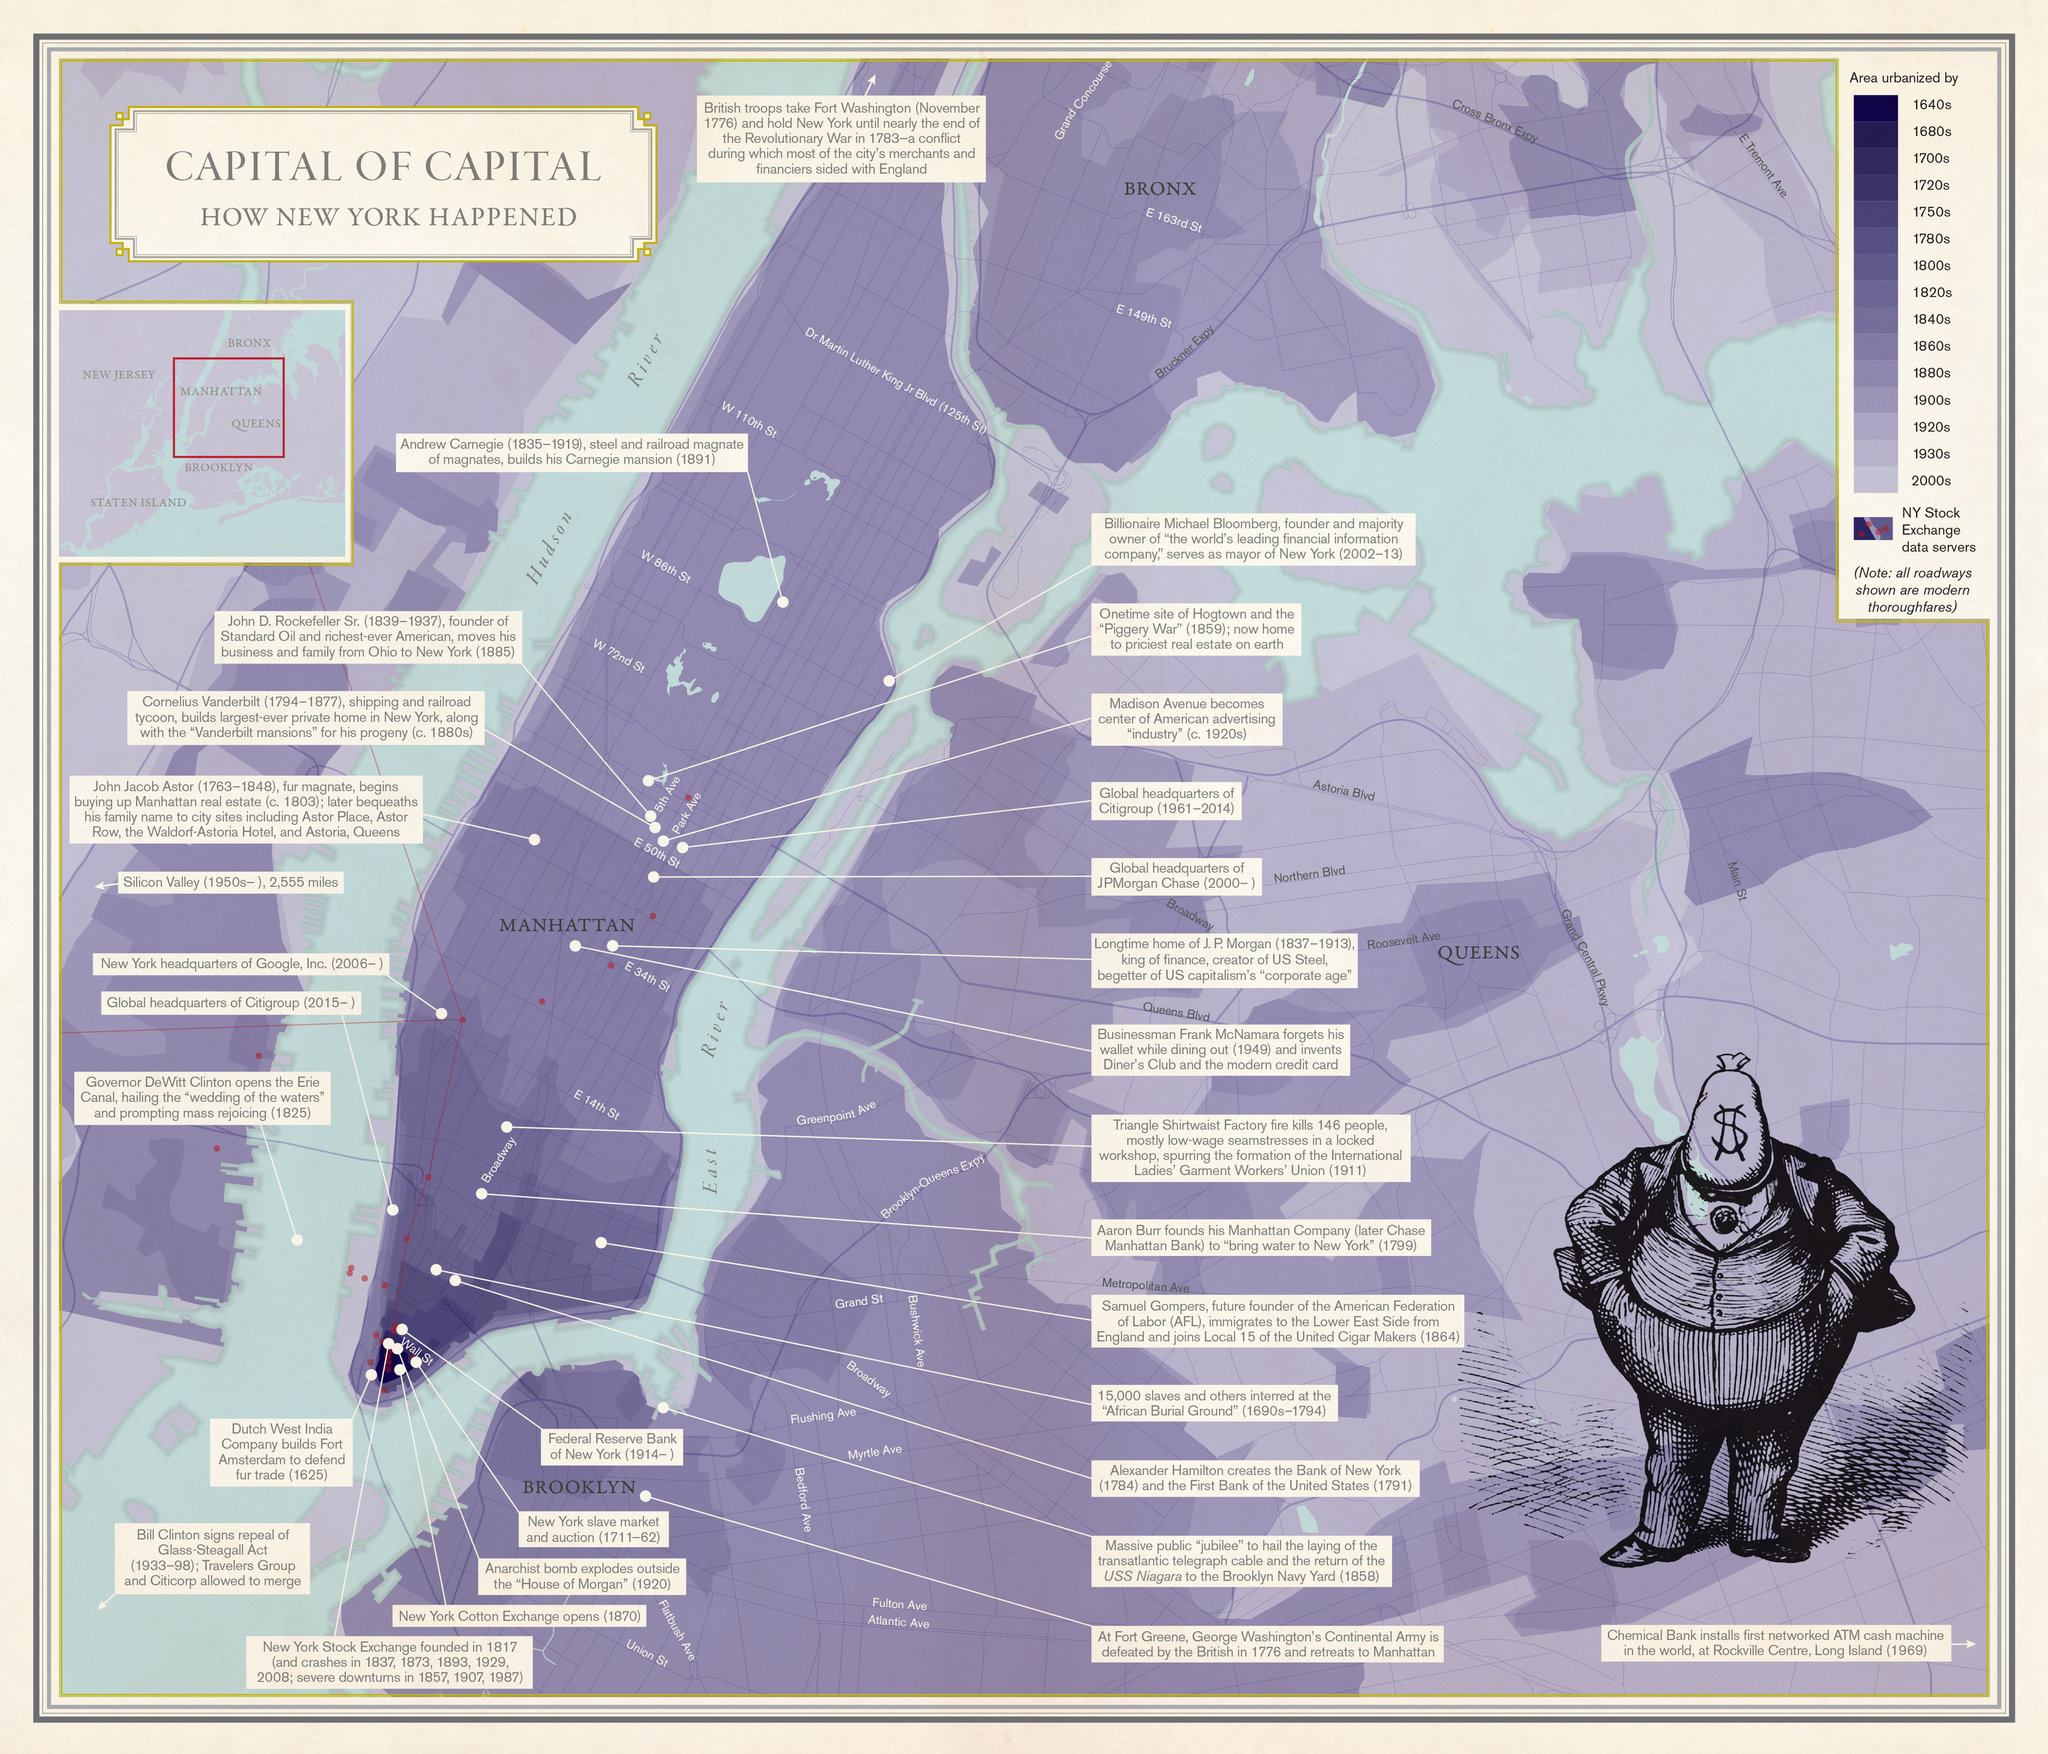 CAPITAL OF CAPITAL
HOW NEW YORK HAPPENED
British troops take Fort Washington (November
1776) and hold New York until nearly the end of
the Revolutionary War in 1783–a conflict
during which most of the city's merchants and
financiers sided with England
Area urbanized by
1640s
1680s
1700s
1720s
1750s
1780s
1800s
1820s
1840s
1860s
1880s
1900s
1920s
1930s
2000s
NY Stock
Exchange
data servers
(Note: all roadways
shown are modern
thoroughfares)
BRONX
NEW JERSEY
MANHATTAN
QUEENS
BROOKLYN
STATEN ISLAND
Grand Concourse
Cross Bronx Expy
E Tremont Ave
BRONX
E 163rd St
E 149th St
Bruckner Expy
Dr Martin Luther King Jr Blvd (125th St)
W 110th St
Hudson River
W 86th St
W 72nd St
Andrew Carnegie (1835–1919), steel and railroad magnate
of magnates, builds his Carnegie mansion (1891)
John D. Rockefeller Sr. (1839–1937), founder of
Standard Oil and richest-ever American, moves his
business and family from Ohio to New York (1885)
Cornelius Vanderbilt (1794–1877), shipping and railroad
tycoon, builds largest-ever private home in New York, along
with the “Vanderbilt mansions” for his progeny (c. 1880s)
John Jacob Astor (1763–1848), fur magnate, begins
buying up Manhattan real estate (c. 1803); later bequeaths
his family name to city sites including Astor Place, Astor
Row, the Waldorf-Astoria Hotel, and Astoria, Queens
Silicon Valley (1950s– ), 2,555 miles
New York headquarters of Google, Inc. (2006– )
Global headquarters of Citigroup (2015– )
Governor DeWitt Clinton opens the Erie
Canal, hailing the “wedding of the waters”
and prompting mass rejoicing (1825)
Billionaire Michael Bloomberg, founder and majority
owner of “the world's leading financial information
company,” serves as mayor of New York (2002–13)
Onetime site of Hogtown and the
“Piggery War” (1859); now home
to priciest real estate on earth
Madison Avenue becomes
center of American advertising
“industry” (c. 1920s)
Global headquarters of
Citigroup (1961–2014)
Global headquarters of
JPMorgan Chase (2000– )
Longtime home of J. P. Morgan (1837–1913),
king of finance, creator of US Steel,
begetter of US capitalism's “corporate age”
Businessman Frank McNamara forgets his
wallet while dining out (1949) and invents
Diner's Club and the modern credit card
Triangle Shirtwaist Factory fire kills 146 people,
mostly low-wage seamstresses in a locked
workshop, spurring the formation of the International
Ladies' Garment Workers' Union (1911)
Aaron Burr founds his Manhattan Company (later Chase
Manhattan Bank) to “bring water to New York” (1799)
Samuel Gompers, future founder of the American Federation
of Labor (AFL), immigrates to the Lower East Side from
England and joins Local 15 of the United Cigar Makers (1864)
15,000 slaves and others interred at the
“African Burial Ground” (1690s–1794)
Alexander Hamilton creates the Bank of New York
(1784) and the First Bank of the United States (1791)
Massive public “jubilee” to hail the laying of the
transatlantic telegraph cable and the return of the
USS Niagara to the Brooklyn Navy Yard (1858)
At Fort Greene, George Washington's Continental Army is
defeated by the British in 1776 and retreats to Manhattan
Chemical Bank installs first networked ATM cash machine
in the world, at Rockville Centre, Long Island (1969)
5th Ave
Park Ave
E 50th St
MANHATTAN
E 34th St
E 14th St
Broadway
East River
Wall St
Astoria Blvd
Northern Blvd
Broadway
Roosevelt Ave
QUEENS
Queens Blvd
Grand Central Pkwy
Main St
Greenpoint Ave
Brooklyn-Queens Expy
Metropolitan Ave
Grand St
Bushwick Ave
Broadway
Flushing Ave
Myrtle Ave
Bedford Ave
Fulton Ave
Atlantic Ave
Flatbush Ave
Union St
BROOKLYN
$
Dutch West India
Company builds Fort
Amsterdam to defend
fur trade (1625)
Federal Reserve Bank
of New York (1914– )
New York slave market
and auction (1711–62)
Anarchist bomb explodes outside
the “House of Morgan” (1920)
New York Cotton Exchange opens (1870)
Bill Clinton signs repeal of
Glass-Steagall Act
(1933–98); Travelers Group
and Citicorp allowed to merge
New York Stock Exchange founded in 1817
(and crashes in 1837, 1873, 1893, 1929,
2008; severe downturns in 1857, 1907, 1987)